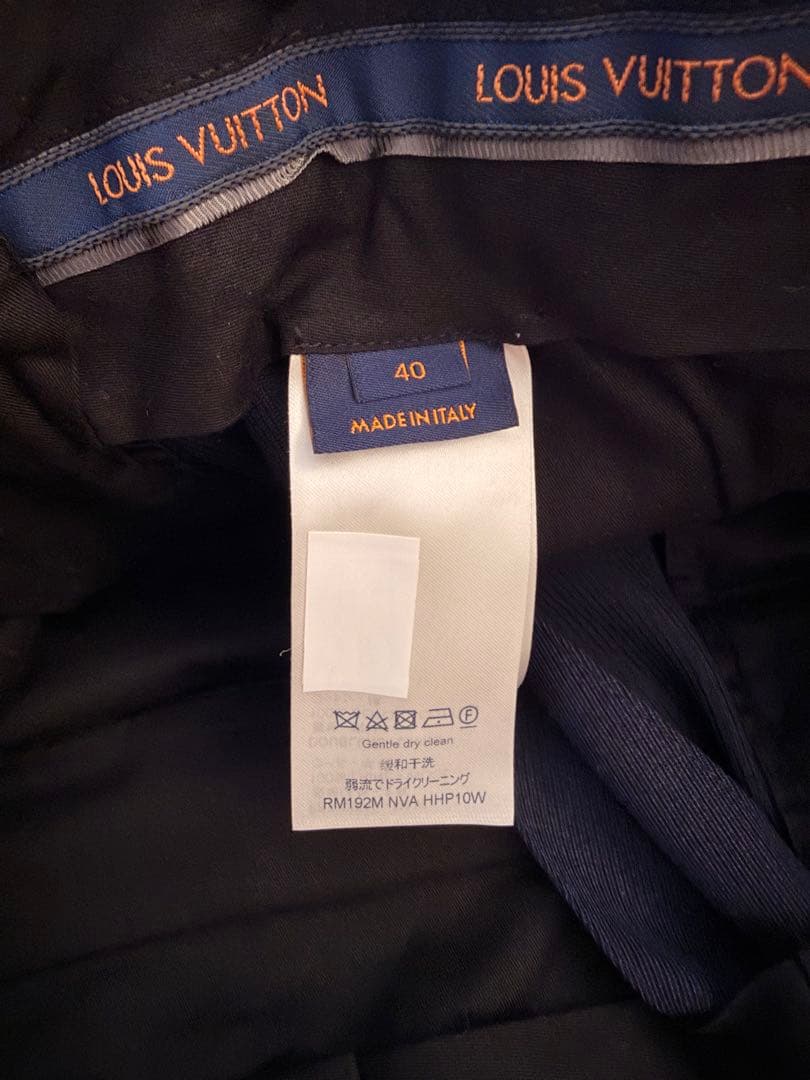 LOUIS VUITTON
LOUIS VUITTON
40
MADE IN ITALY
Gentle dry clean
缓和干洗
弱流でドライクリーニング
RM192M NVA HHP10W